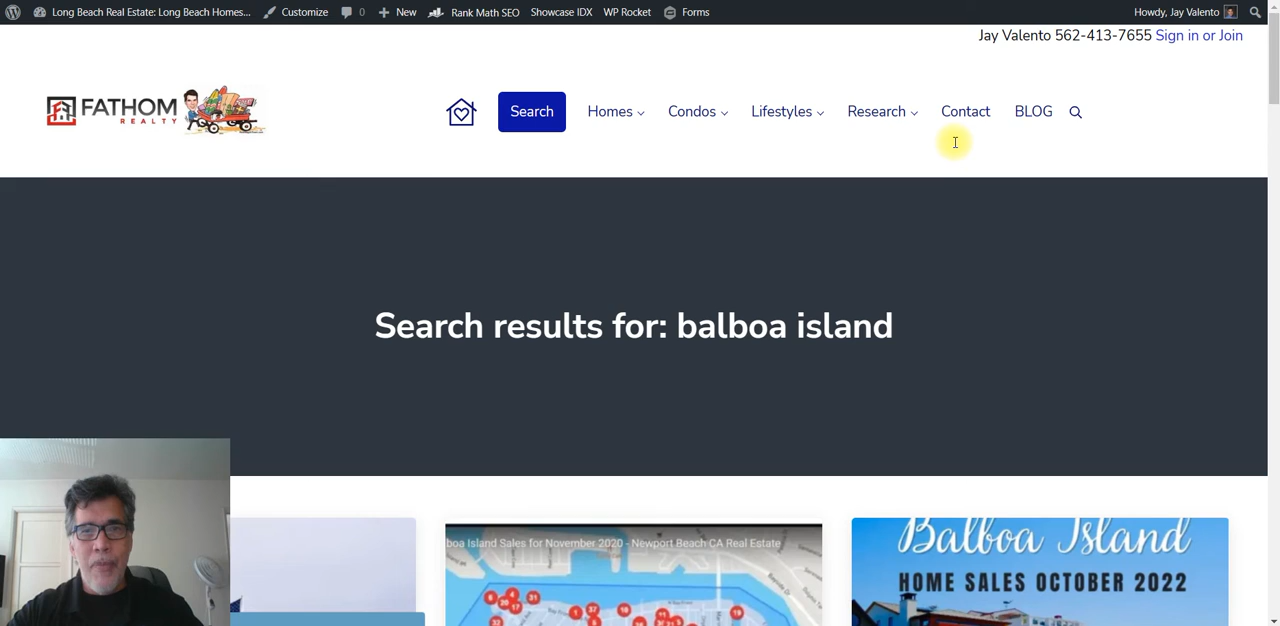 Long Beach Real Estate: Long Beach Homes... Customize 0 New Rank Math SEO Showcase IDX WP Rocket Forms Howdy, Jay Valento
Jay Valento 562-413-7655 Sign in or Join
FATHOM
REALTY
Search Homes Condos Lifestyles Research Contact BLOG
Search results for: balboa island
boa Island Sales for November 2020 - Newport Beach CA Real Estate
Balboa Island
HOME SALES OCTOBER 2022